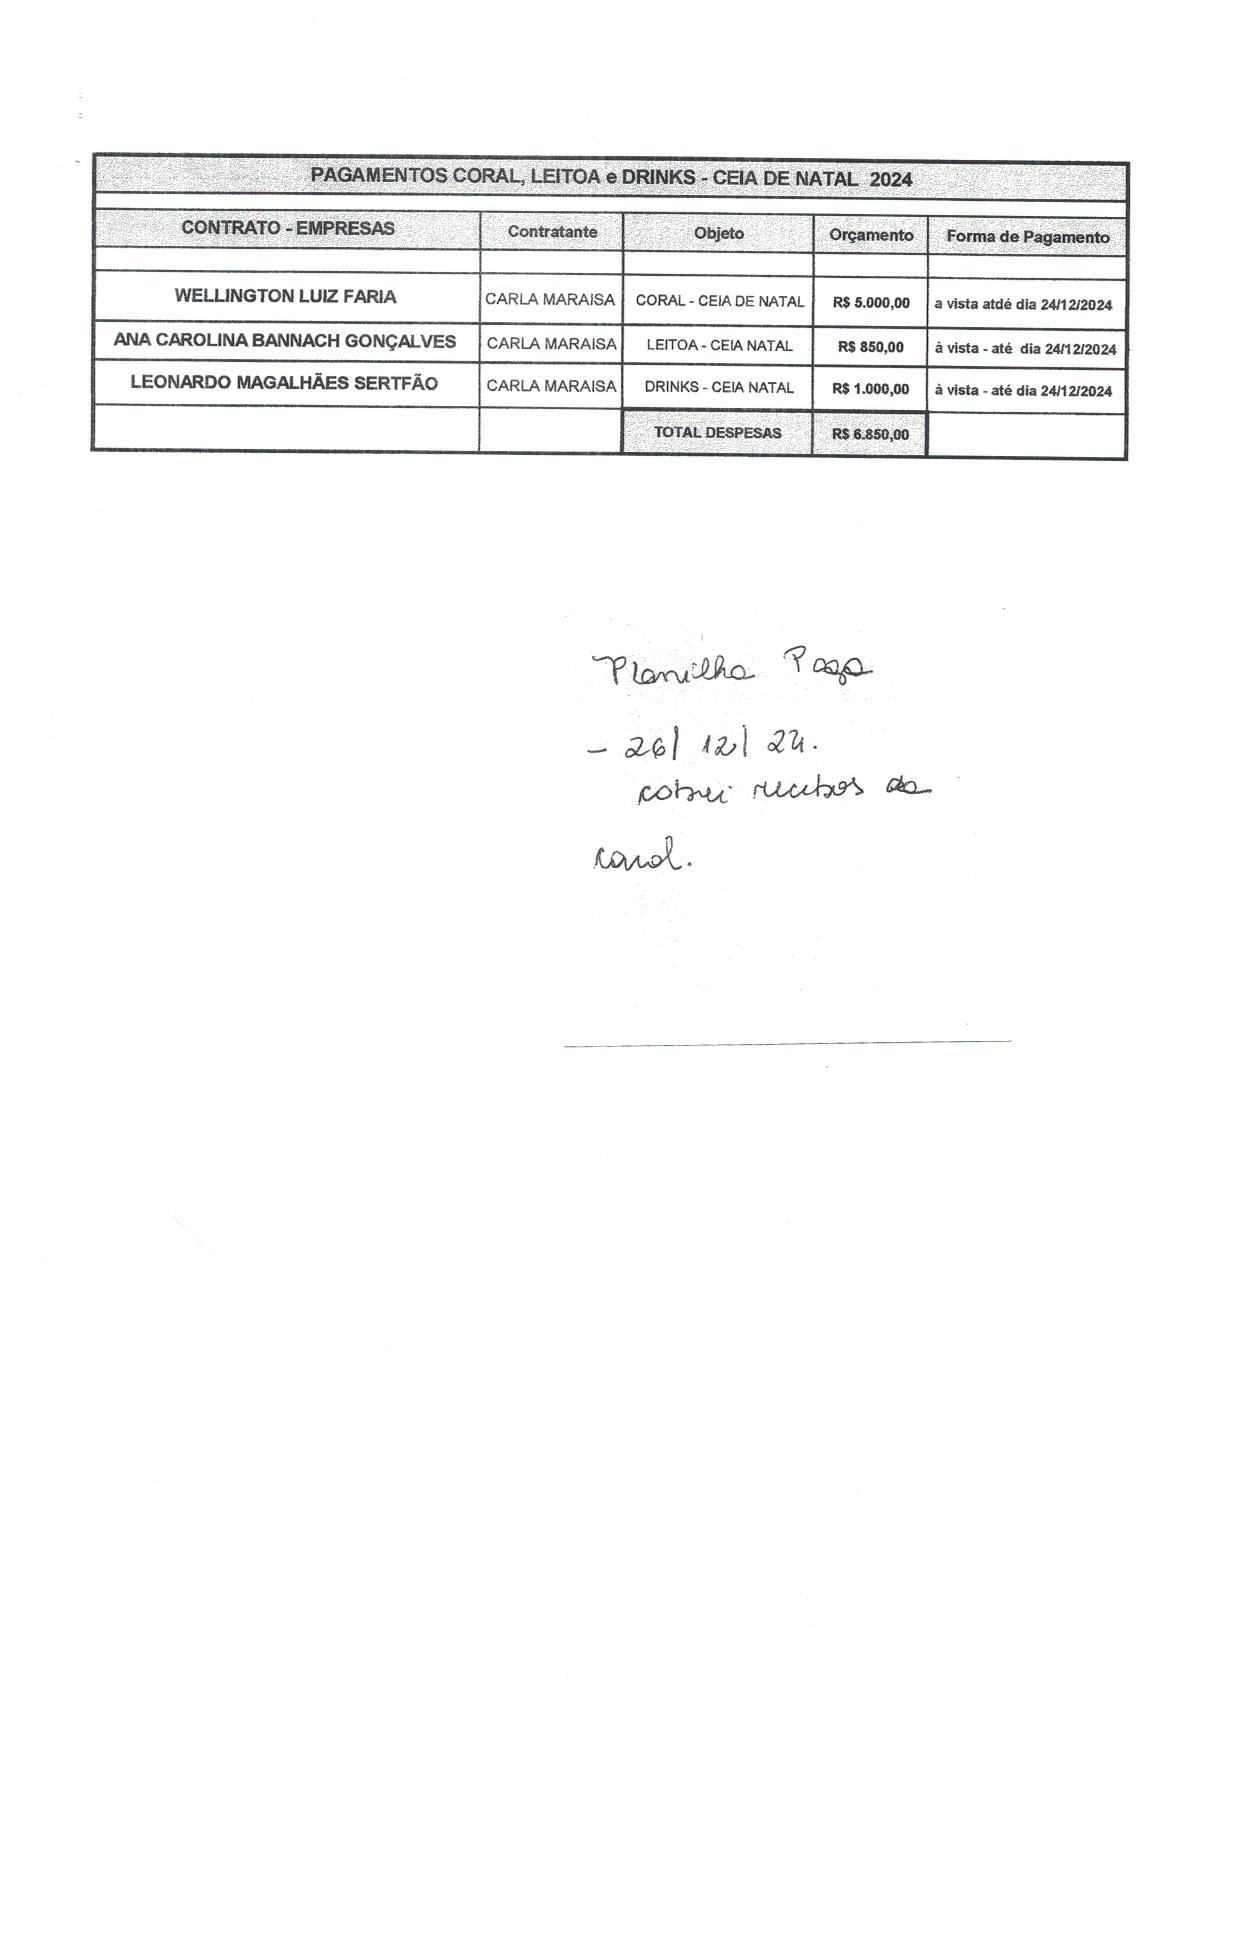 PAGAMENTOS CORAL, LEITOA e DRINKS - CEIA DE NATAL 2024
CONTRATO - EMPRESAS Contratante Objeto Orçamento Forma de Pagamento
WELLINGTON LUIZ FARIA CARLA MARAISA CORAL - CEIA DE NATAL R$ 5.000,00 a vista atdé dia 24/12/2024
ANA CAROLINA BANNACH GONÇALVES CARLA MARAISA LEITOA - CEIA NATAL R$ 850,00 à vista - até dia 24/12/2024
LEONARDO MAGALHÃES SERTFÃO CARLA MARAISA DRINKS - CEIA NATAL R$ 1.000,00 à vista - até dia 24/12/2024
TOTAL DESPESAS R$ 6.850,00
Planilha Paga
- 26/12/24.
cobrei recibos da
carol.